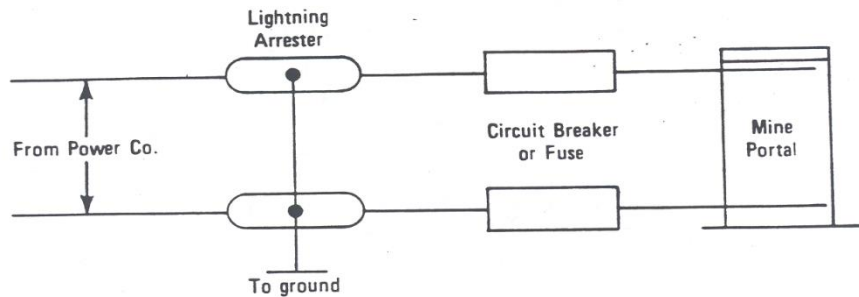 Lightning
Arrester
From Power Co.
Circuit Breaker
or Fuse
Mine
Portal
To ground